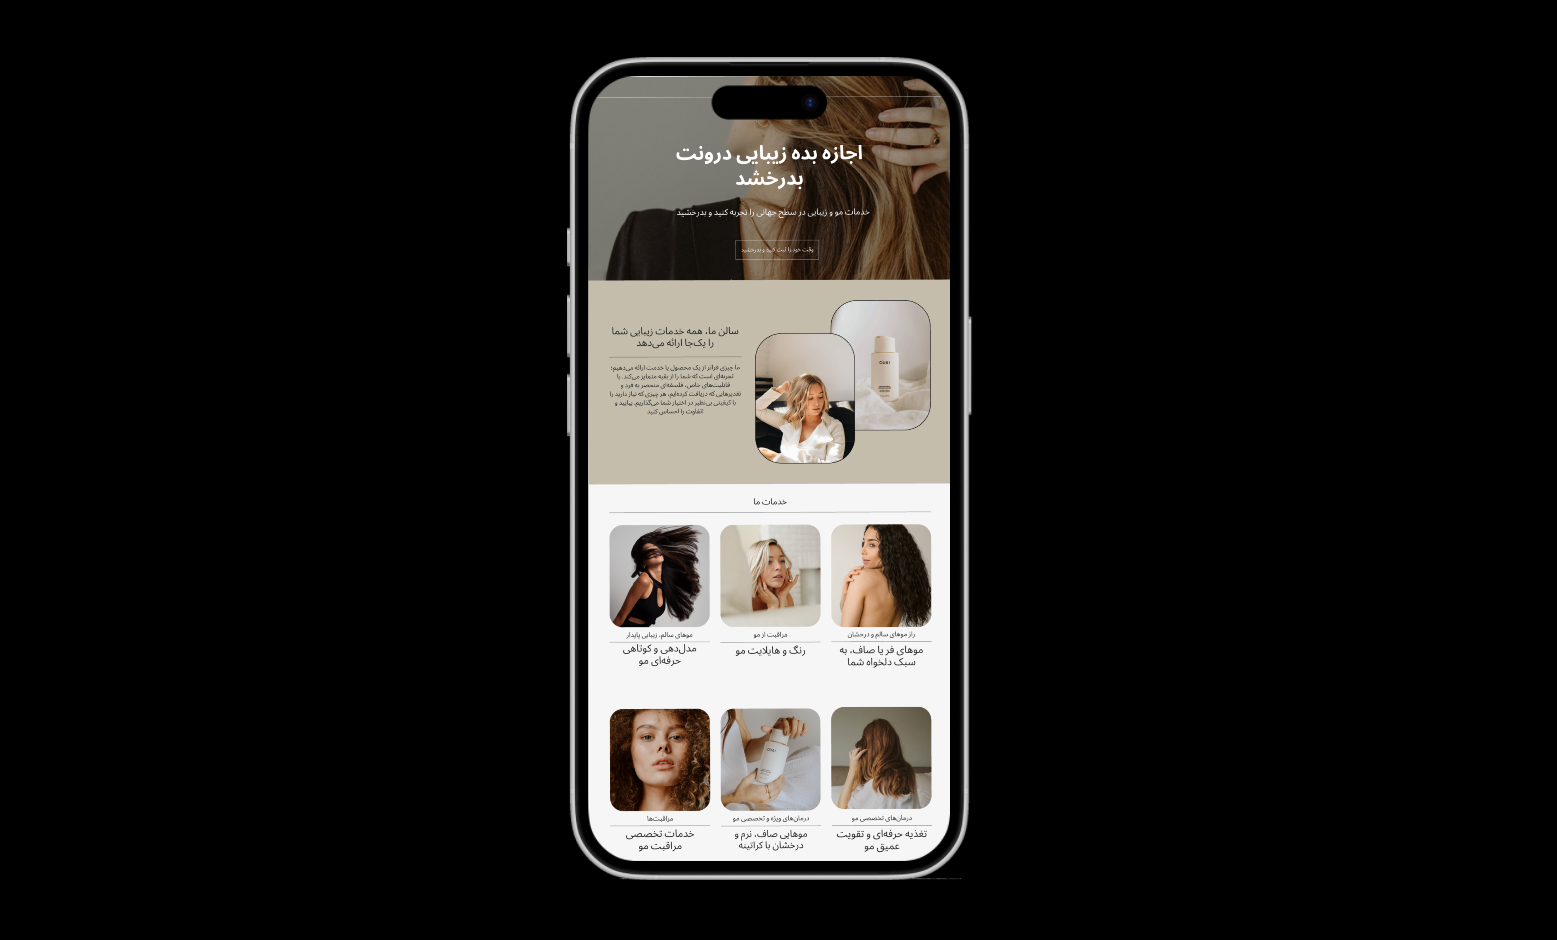 اجازه بده زیبایی درونت
بدرخشد
خدمات مو و زیبایی در سطح جهانی را تجربه کنید و بدرخشید
وقت خود را ثبت کنید و بدرخشید
سالن ما، همه خدمات زیبایی شما
را یک‌جا ارائه می‌دهد
ما چیزی فراتر از یک محصول یا خدمت ارائه می‌دهیم؛
تجربه‌ای است که شما را از بقیه متمایز می‌کند. با
قابلیت‌های خاص، فلسفه‌ای منحصر به فرد و
تقدیرهایی که دریافت کرده‌ایم، هر چیزی که نیاز دارید را
با کیفیتی بی‌نظیر در اختیار شما می‌گذاریم. بیایید و
تفاوت را احساس کنید
OUAI
خدمات ما
راز موهای سالم و درخشان
موهای فر یا صاف، به
سبک دلخواه شما
مراقبت از مو
رنگ و هایلایت مو
موهای سالم، زیبایی پایدار
مدل‌دهی و کوتاهی
حرفه‌ای مو
OUAI
درمان‌های تخصصی مو
تغذیه حرفه‌ای و تقویت
عمیق مو
درمان‌های ویژه و تخصصی مو
موهایی صاف، نرم و
درخشان با کراتینه
مراقبت‌ها
خدمات تخصصی
مراقبت مو